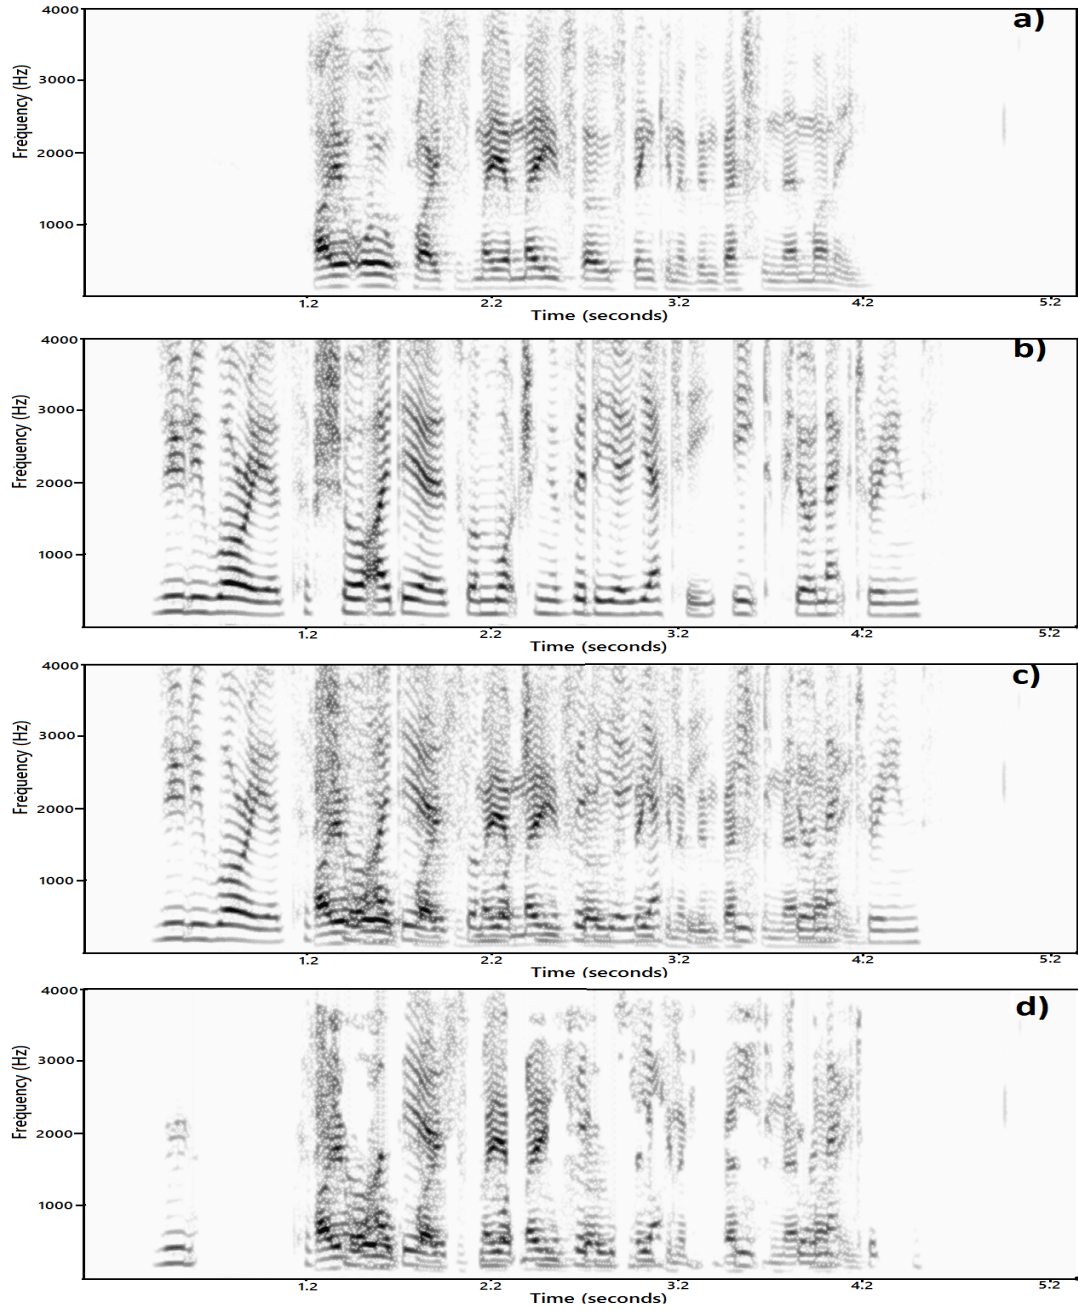 a)
4000
3000
2000
1000
Frequency (Hz)
1.2 2.2 3.2 4.2 5.2
Time (seconds)
b)
4000
3000
2000
1000
Frequency (Hz)
1.2 2.2 3.2 4.2 5.2
Time (seconds)
c)
4000
3000
2000
1000
Frequency (Hz)
1.2 2.2 3.2 4.2 5.2
Time (seconds)
d)
4000
3000
2000
1000
Frequency (Hz)
1.2 2.2 3.2 4.2 5.2
Time (seconds)